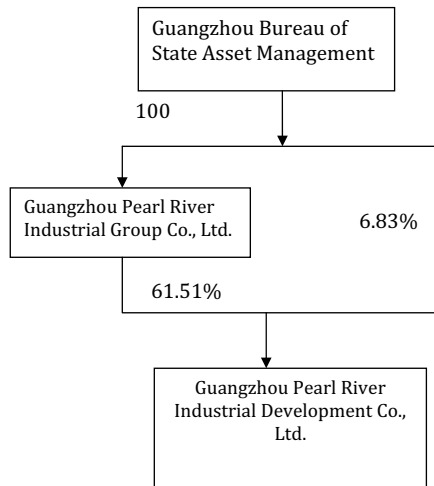 Guangzhou Bureau of
State Asset Management
100
Guangzhou Pearl River
Industrial Group Co., Ltd.
6.83%
61.51%
Guangzhou Pearl River
Industrial Development Co.,
Ltd.